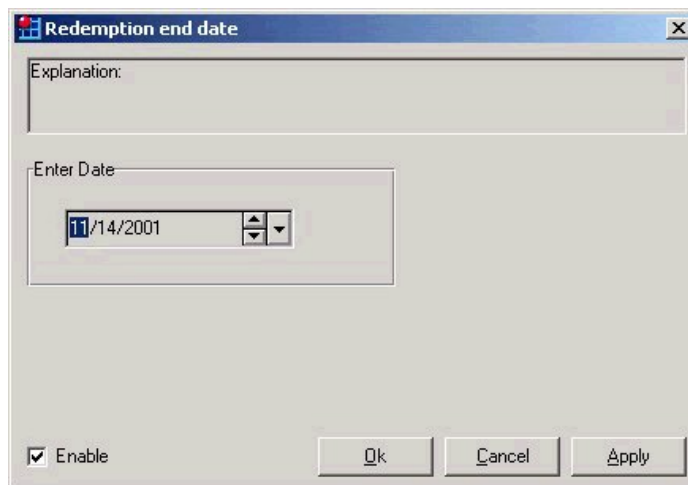 Redemption end date
Explanation:
Enter Date
11/14/2001
Enable
Ok
Cancel
Apply